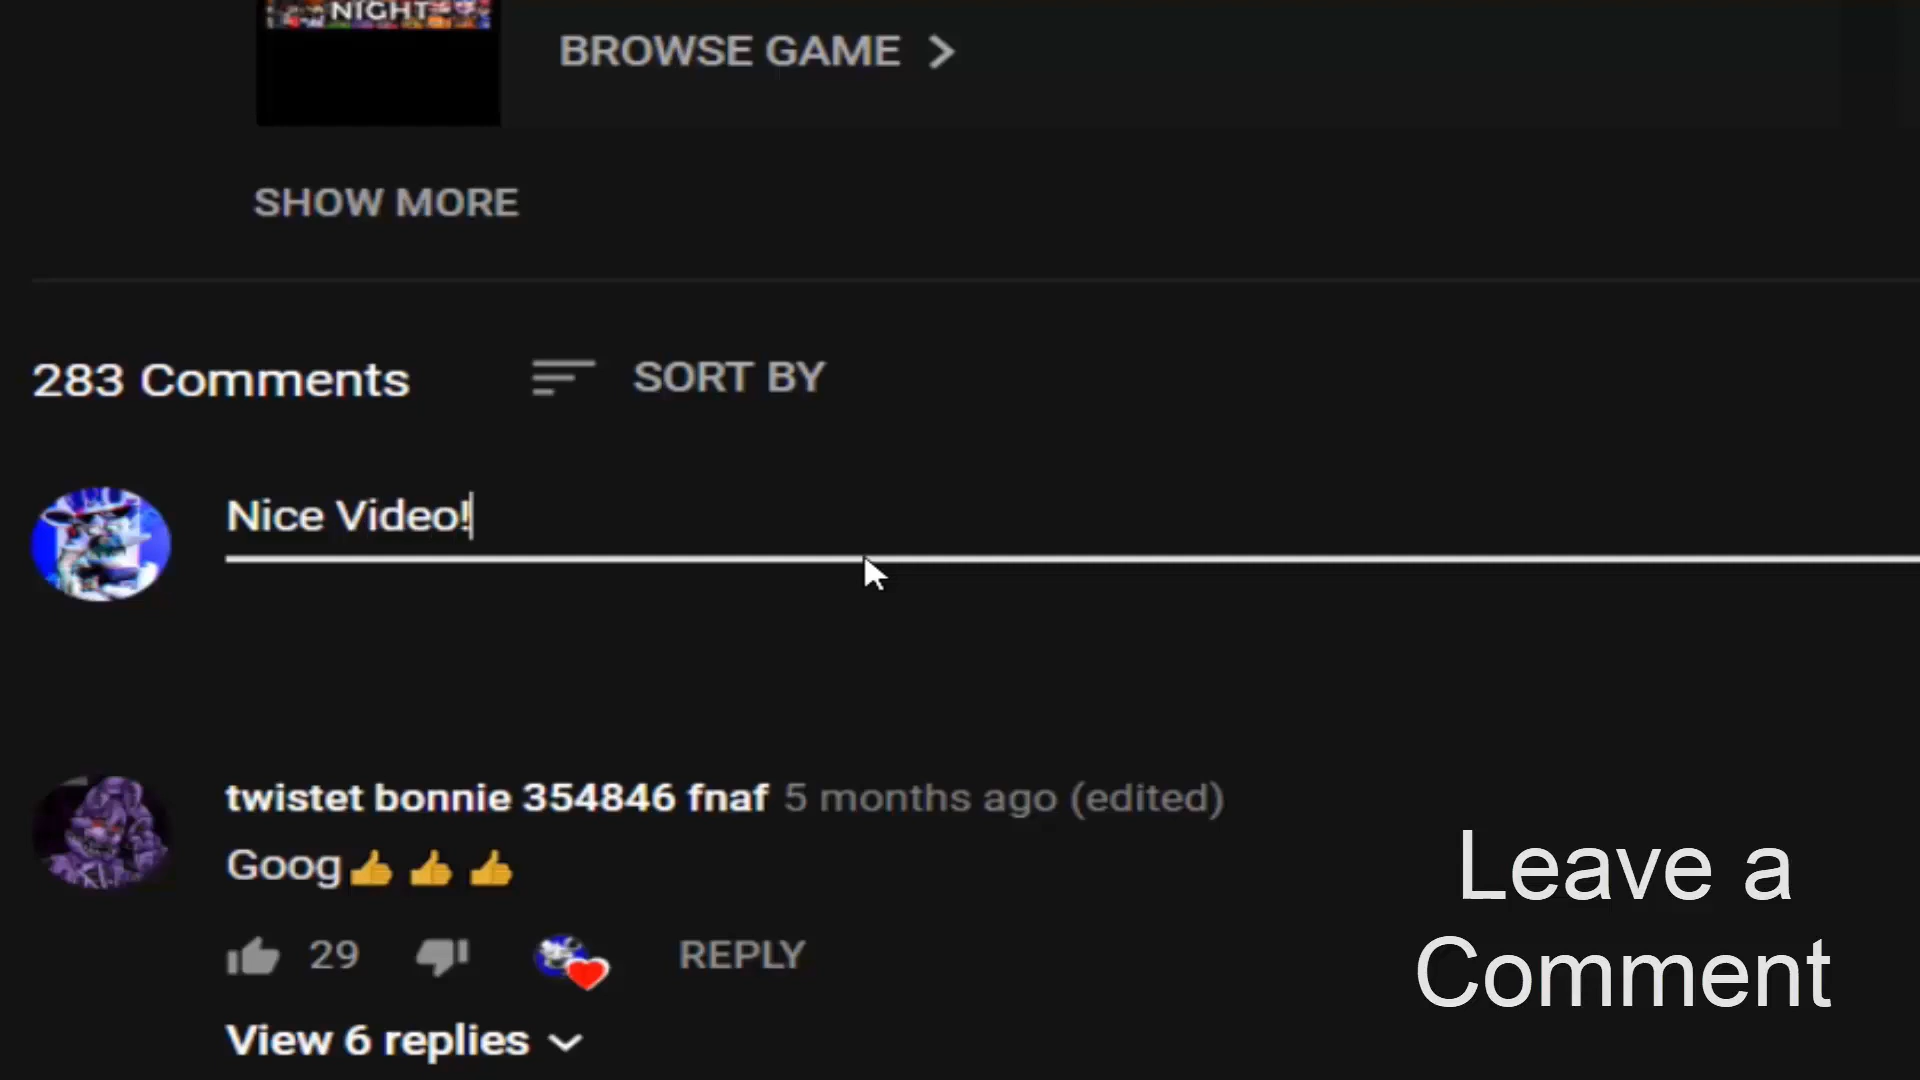 NIGHT
BROWSE GAME
SHOW MORE
283 Comments
SORT BY
Nice Video!
twistet bonnie 354846 fnaf 5 months ago (edited)
Goog👍👍👍
29
REPLY
View 6 replies
Leave a
Comment